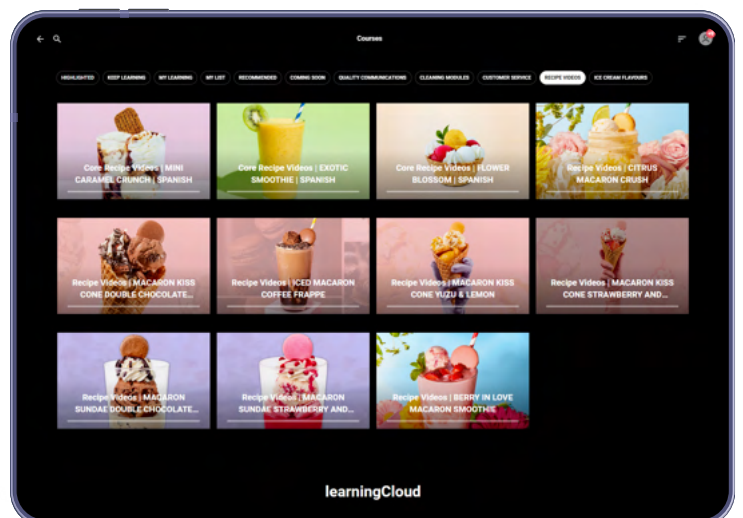 Courses
HIGHLIGHTED KEEP LEARNING MY LEARNING MY LIST RECOMMENDED COMING SOON QUALITY COMMUNICATIONS CLEANING MODULES CUSTOMER SERVICE RECIPE VIDEOS ICE CREAM FLAVOURS
Core Recipe Videos | MINI
CARAMEL CRUNCH | SPANISH
Core Recipe Videos | EXOTIC
SMOOTHIE | SPANISH
Core Recipe Videos | FLOWER
BLOSSOM | SPANISH
Recipe Videos | CITRUS
MACARON CRUSH
Recipe Videos | MACARON KISS
CONE DOUBLE CHOCOLATE...
Recipe Videos | ICED MACARON
COFFEE FRAPPE
Recipe Videos | MACARON KISS
CONE YUZU & LEMON
Recipe Videos | MACARON KISS
CONE STRAWBERRY AND...
Recipe Videos | MACARON
SUNDAE DOUBLE CHOCOLATE...
Recipe Videos | MACARON
SUNDAE STRAWBERRY AND...
Recipe Videos | BERRY IN LOVE
MACARON SMOOTHIE
learningCloud